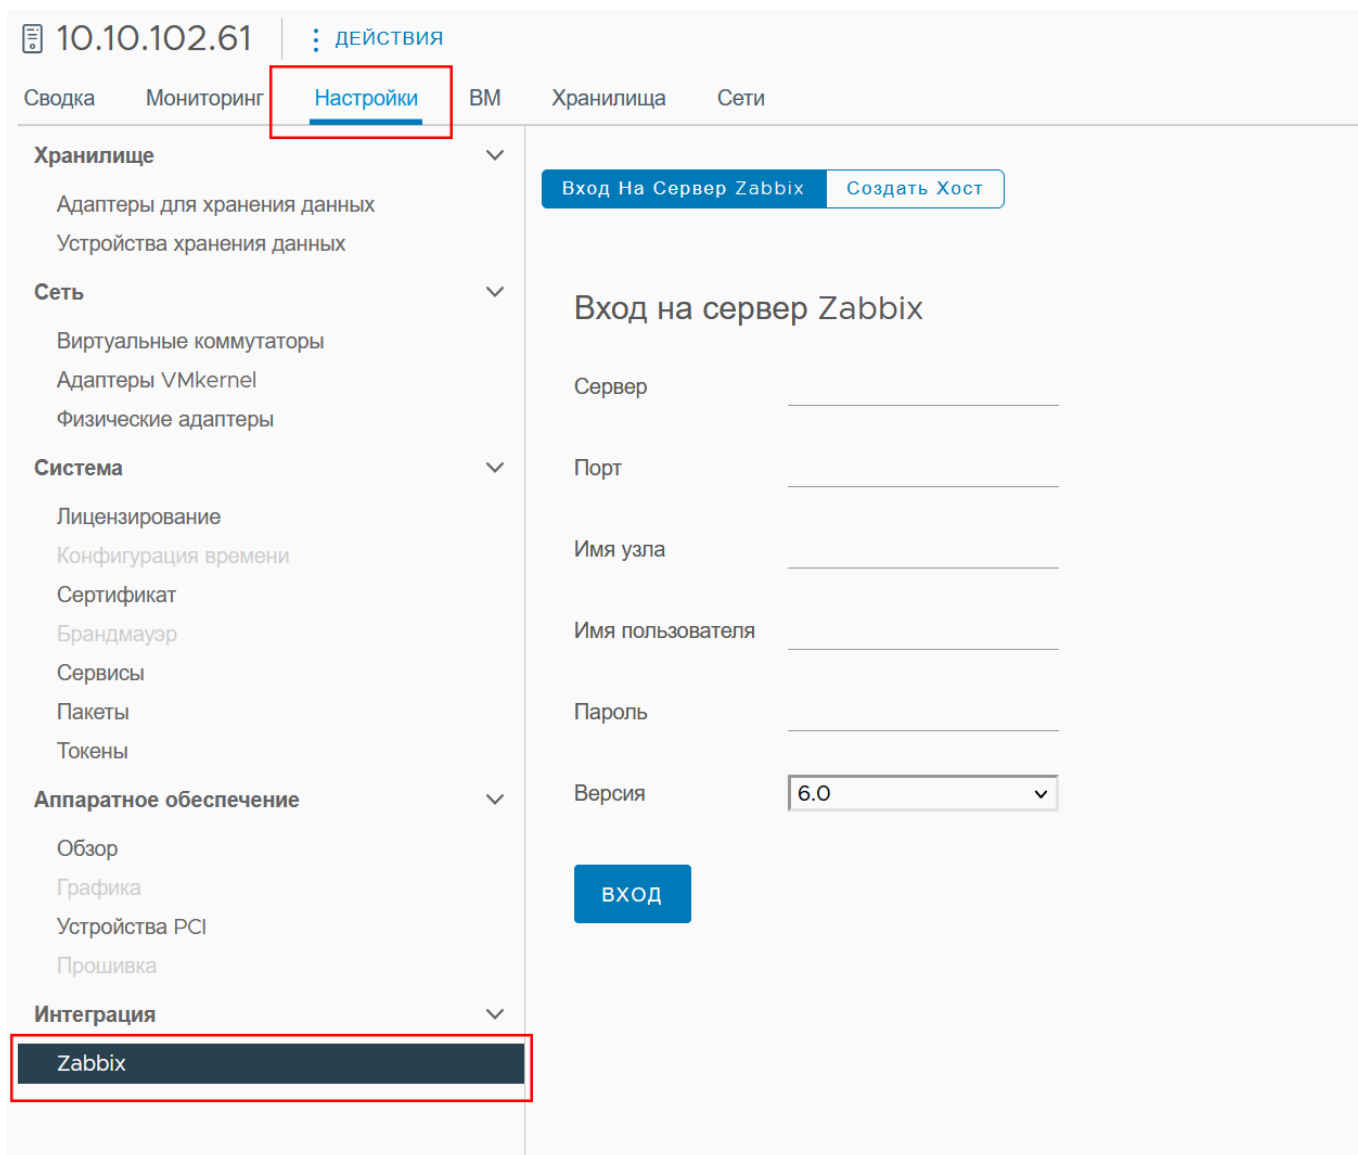 10.10.102.61
ДЕЙСТВИЯ
Сводка Мониторинг Настройки ВМ Хранилища Сети
Хранилище
Адаптеры для хранения данных
Устройства хранения данных
Сеть
Виртуальные коммутаторы
Адаптеры VMkernel
Физические адаптеры
Система
Лицензирование
Конфигурация времени
Сертификат
Брандмауэр
Сервисы
Пакеты
Токены
Аппаратное обеспечение
Обзор
Графика
Устройства PCI
Прошивка
Интеграция
Zabbix
Вход На Сервер Zabbix Создать Хост
Вход на сервер Zabbix
Сервер
Порт
Имя узла
Имя пользователя
Пароль
Версия 6.0
ВХОД